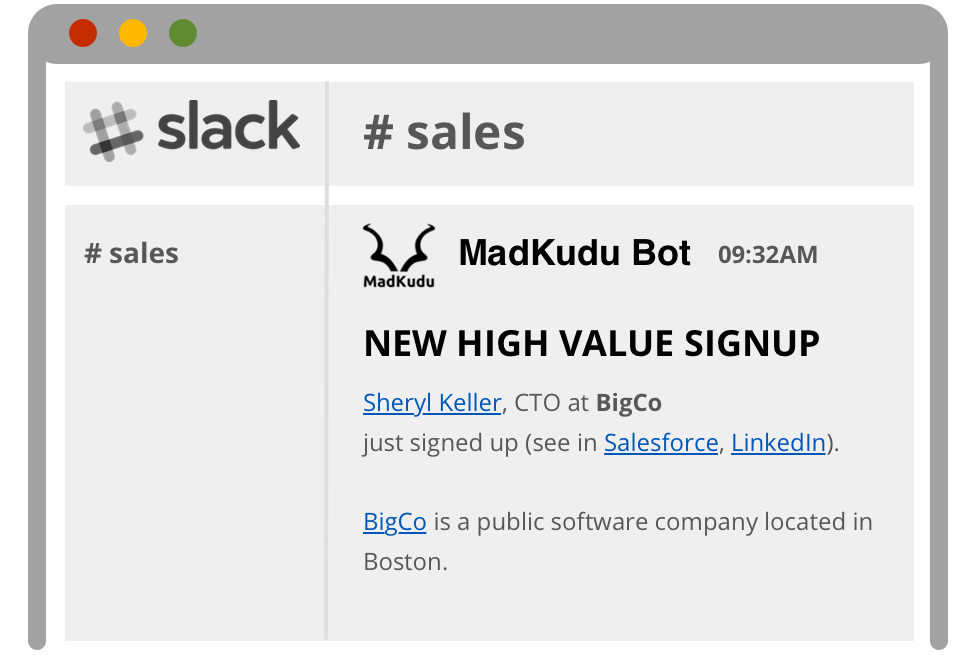 slack
# sales
# sales
MadKudu
MadKudu Bot 09:32AM
NEW HIGH VALUE SIGNUP
Sheryl Keller, CTO at BigCo
just signed up (see in Salesforce, LinkedIn).
BigCo is a public software company located in
Boston.